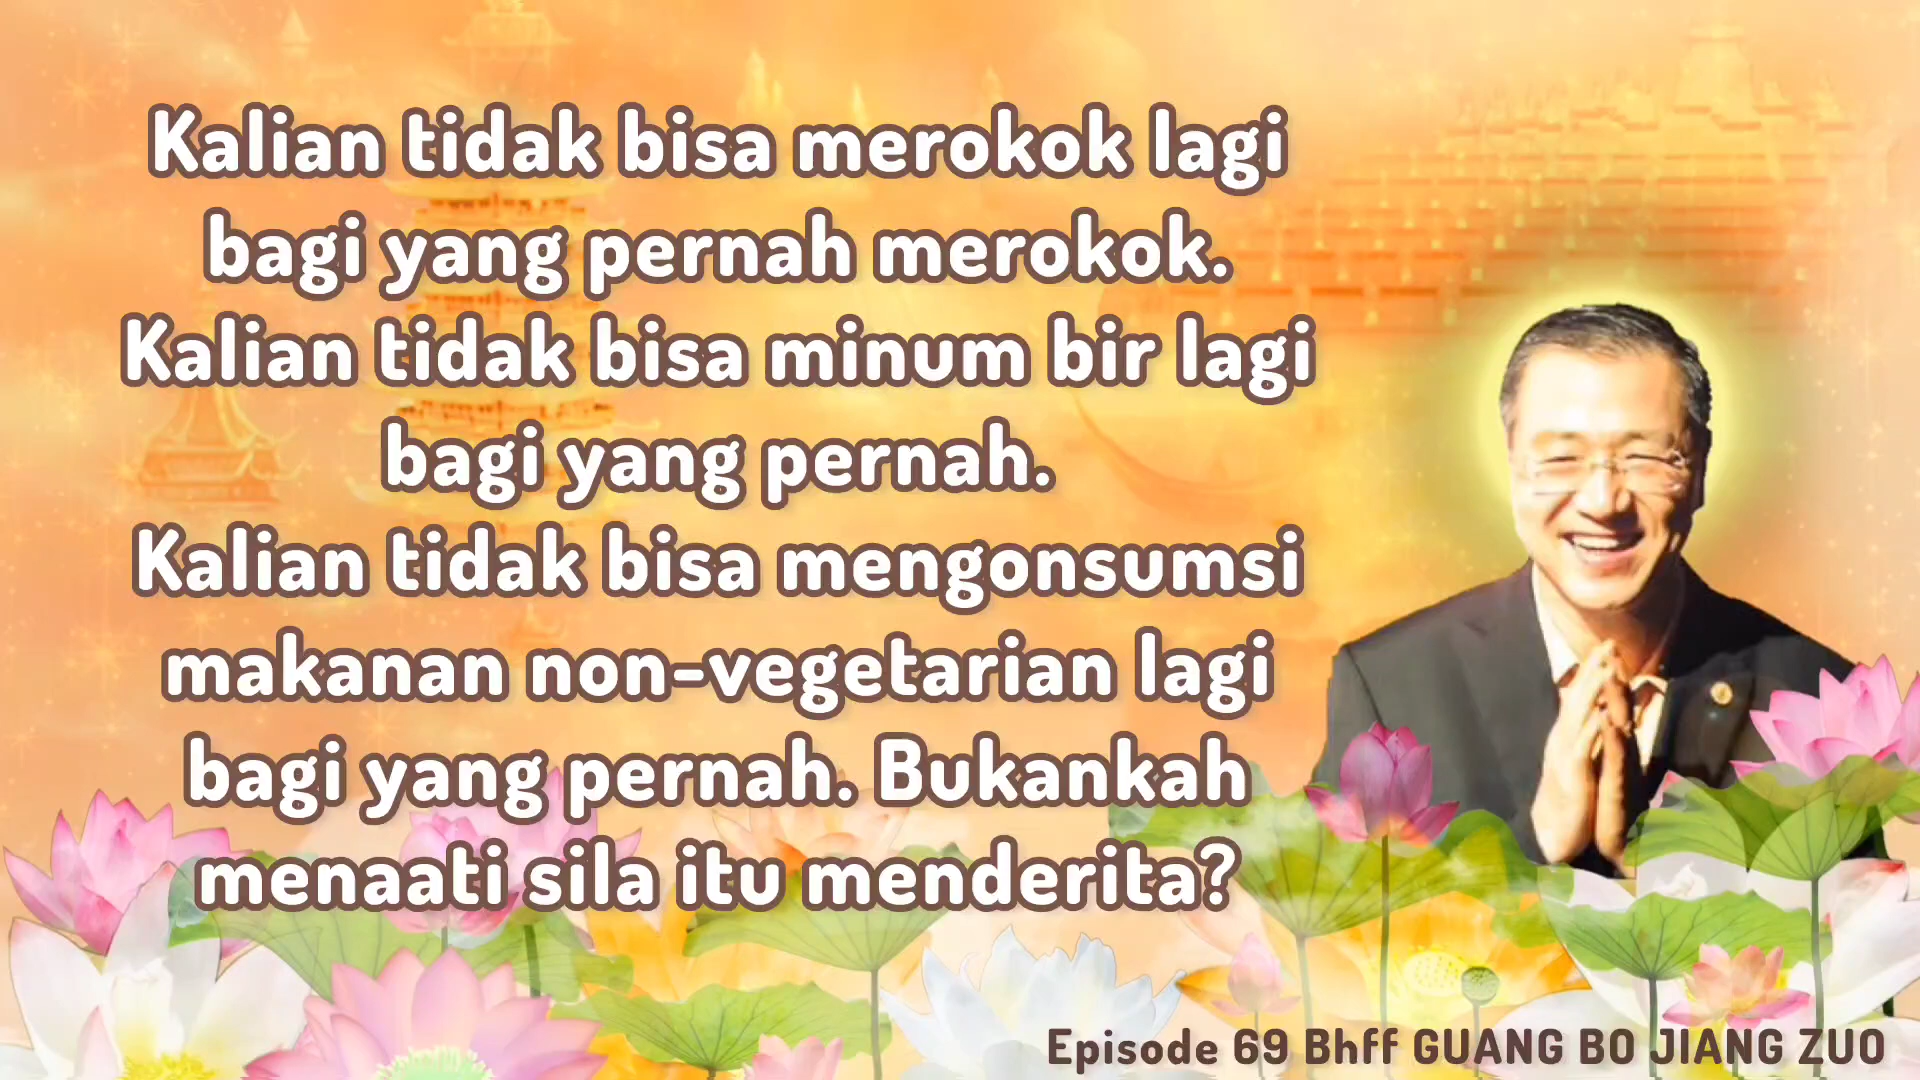 Kalian tidak bisa merokok lagi
bagi yang pernah merokok.
Kalian tidak bisa minum bir lagi
bagi yang pernah.
Kalian tidak bisa mengonsumsi
makanan non-vegetarian lagi
bagi yang pernah. Bukankah
menaati sila itu menderita?
Episode 69 Bhff GUANG BO JIANG ZUO